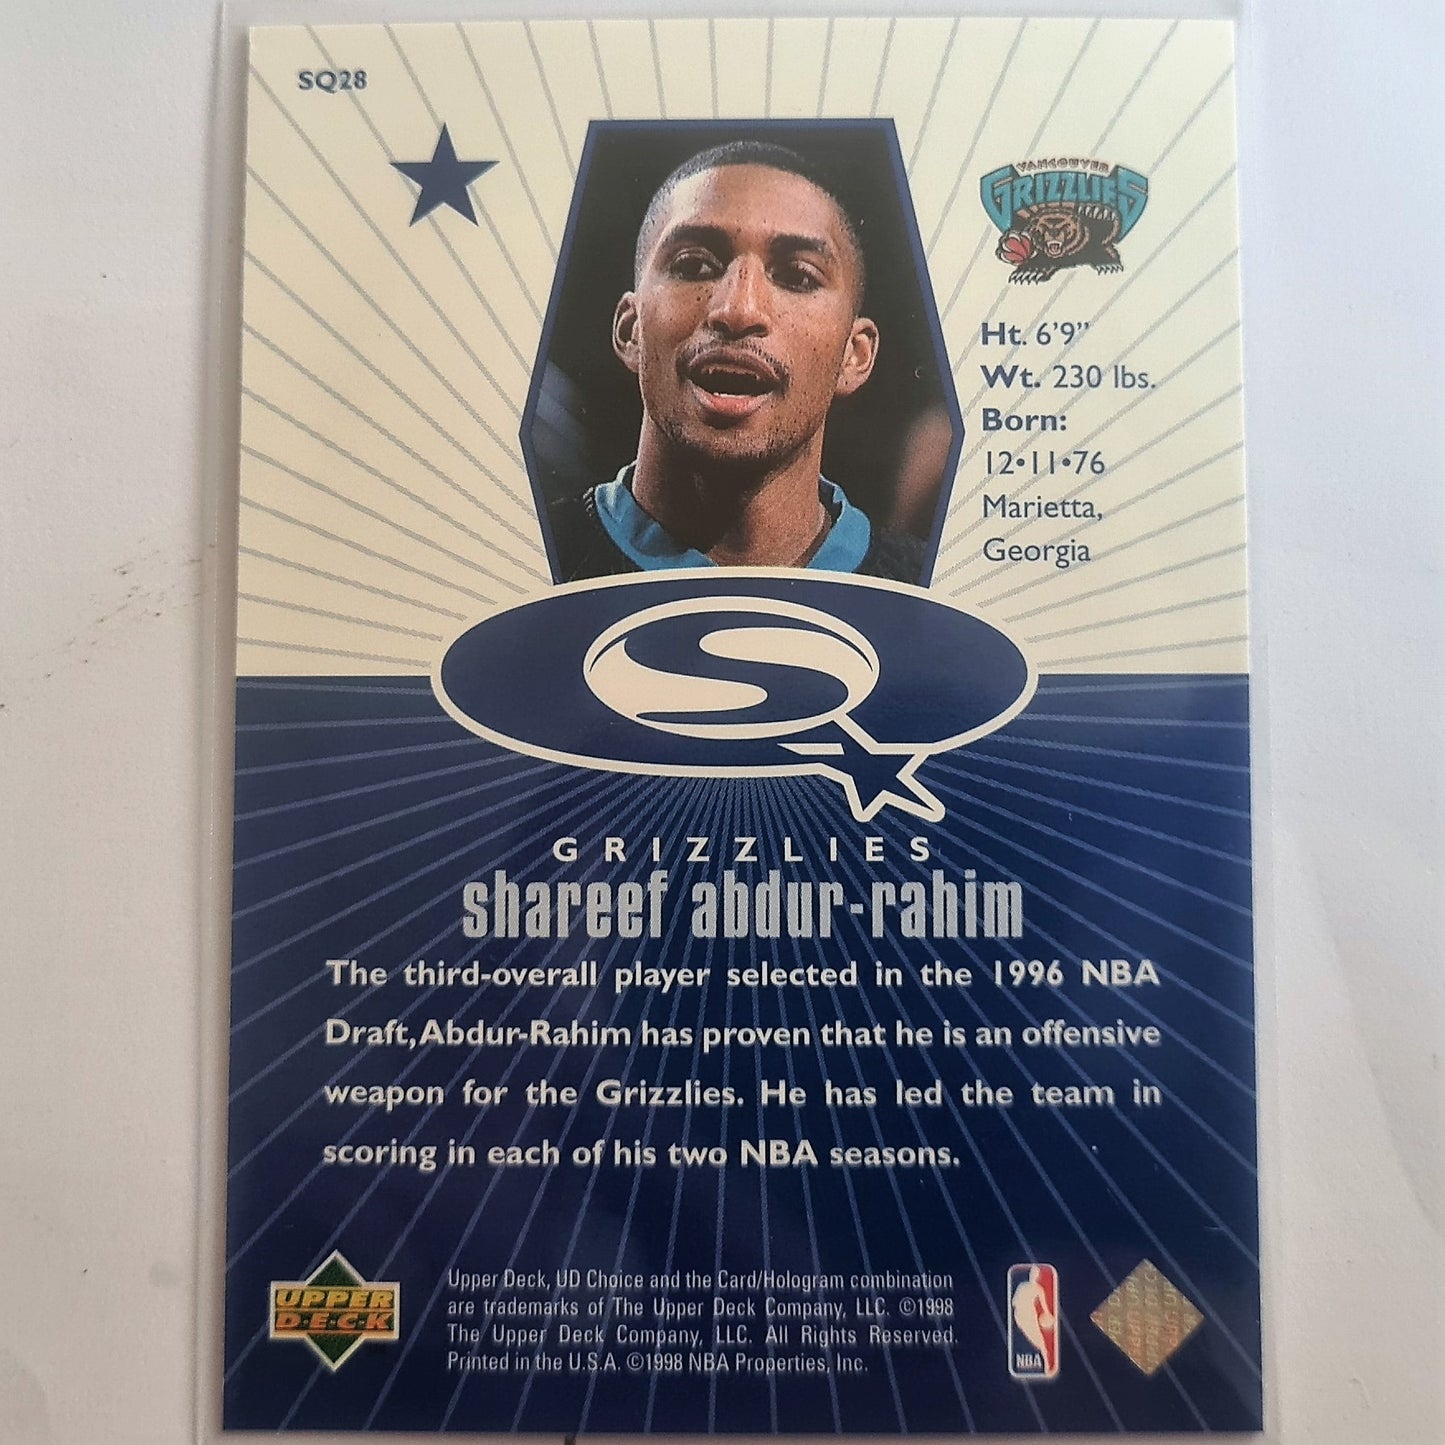 SQ28
VANCOUVER
GRIZZLIES
Ht. 6'9"
Wt. 230 lbs.
Born:
12•11•76
Marietta,
Georgia
S
GRIZZLIES
shareef abdur-rahim
The third-overall player selected in the 1996 NBA
Draft, Abdur-Rahim has proven that he is an offensive
weapon for the Grizzlies. He has led the team in
scoring in each of his two NBA seasons.
UPPER
D·E·C·K
Upper Deck, UD Choice and the Card/Hologram combination
are trademarks of The Upper Deck Company, LLC. ©1998
The Upper Deck Company, LLC. All Rights Reserved.
Printed in the U.S.A. ©1998 NBA Properties, Inc.
NBA